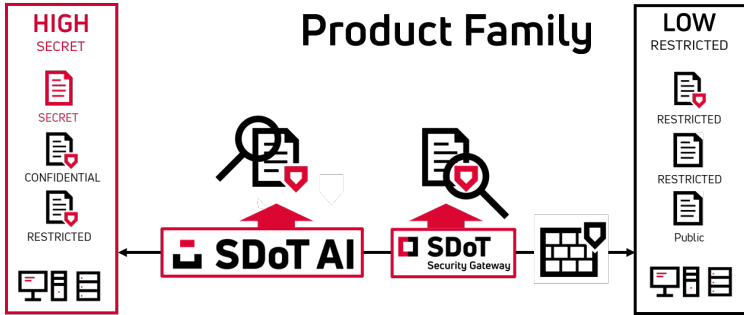 Product Family
HIGH
SECRET
SECRET
CONFIDENTIAL
RESTRICTED
SDoT AI
SDoT
Security Gateway
LOW
RESTRICTED
RESTRICTED
RESTRICTED
Public